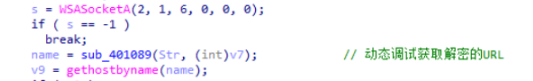 s = WSASocketA(2, 1, 6, 0, 0, 0);
if ( s == -1 )
break;
name = sub_401089(Str, (int)v7); // 动态调试获取解密的URL
v9 = gethostbyname(name);